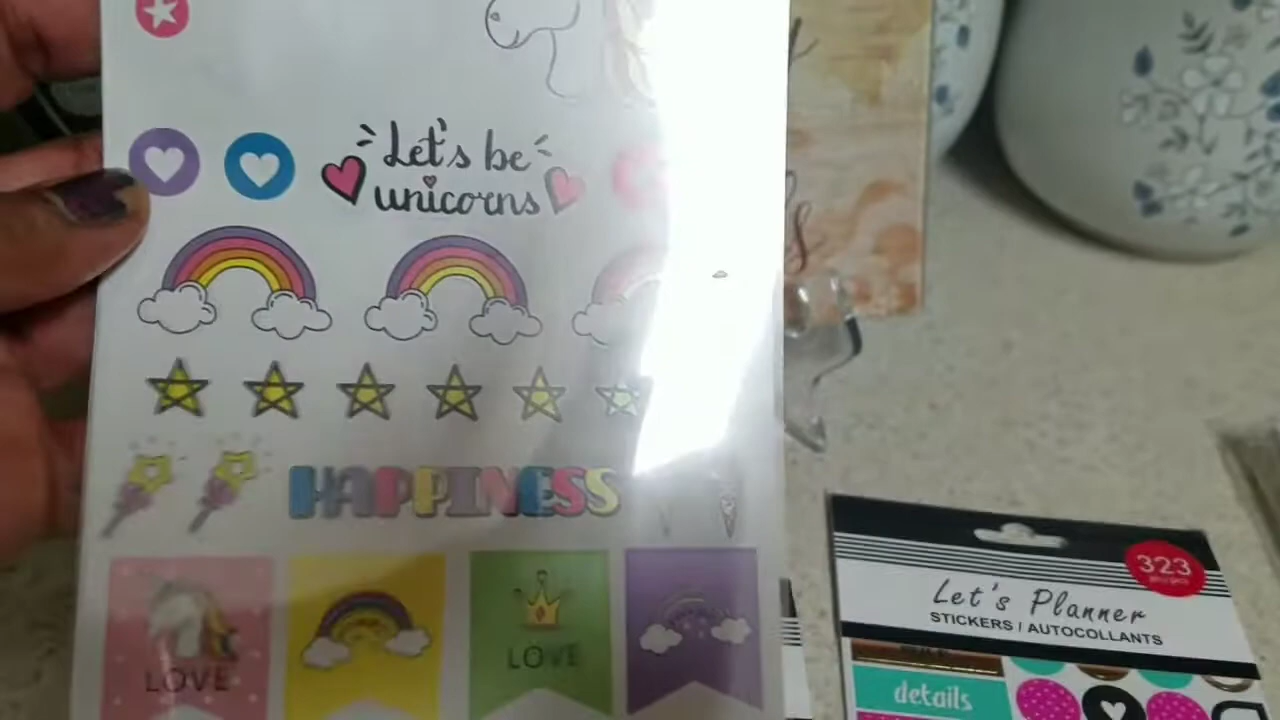 Let's be
unicorns
HAPPINESS
LOVE
LOVE
323
Let's Planner
STICKERS / AUTOCOLLANTS
details